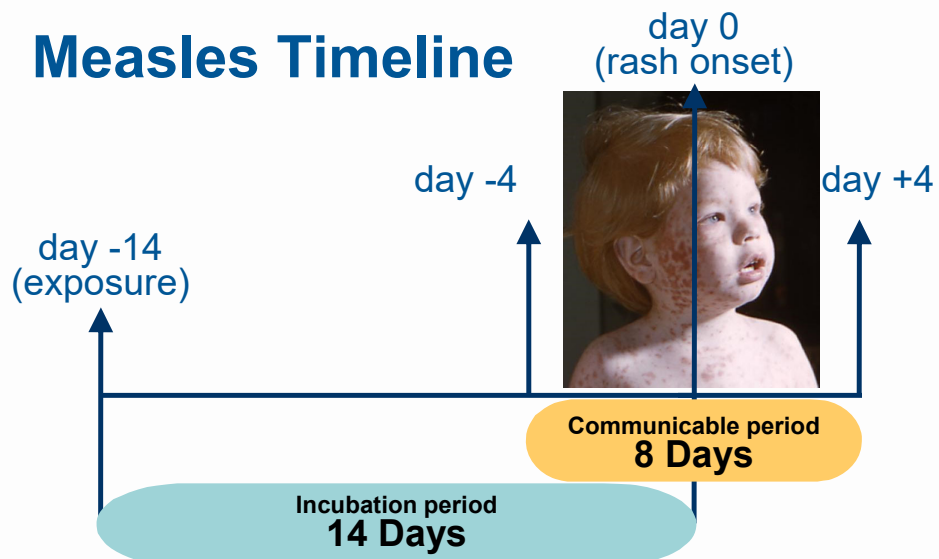 Measles Timeline
day 0
(rash onset)
day -4
day +4
day -14
(exposure)
Communicable period
8 Days
Incubation period
14 Days